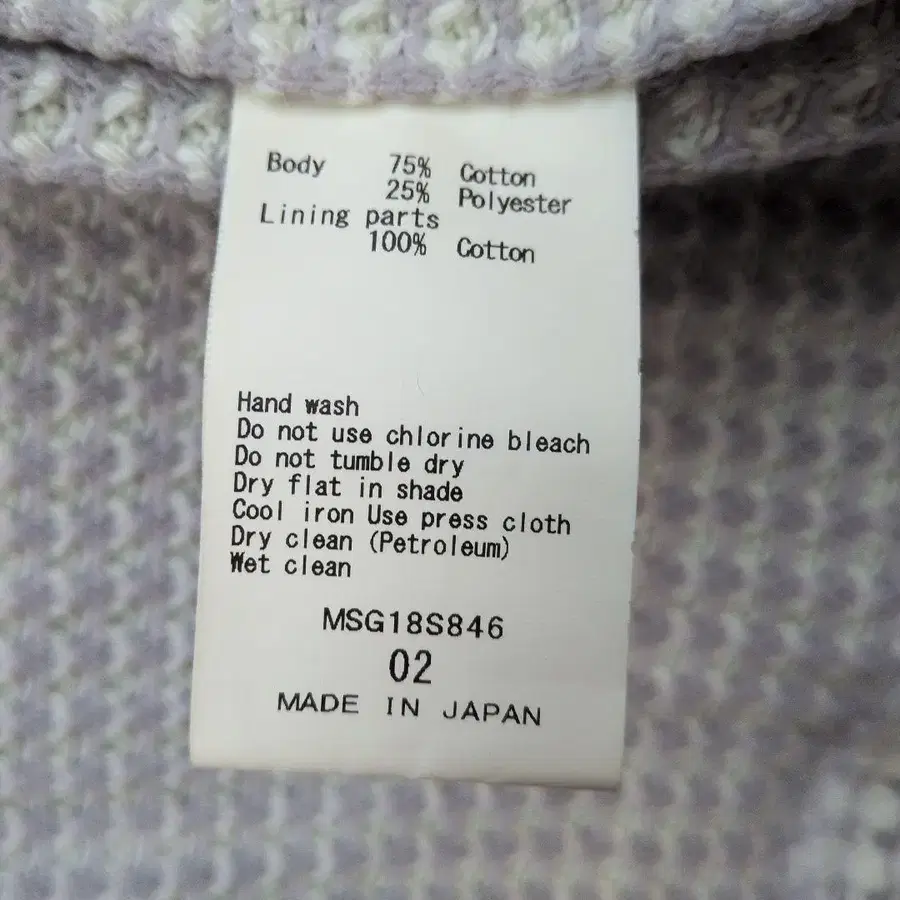 Body 75% Cotton
25% Polyester
Lining parts
100% Cotton
Hand wash
Do not use chlorine bleach
Do not tumble dry
Dry flat in shade
Cool iron Use press cloth
Dry clean (Petroleum)
Wet clean
MSG18S846
02
MADE IN JAPAN